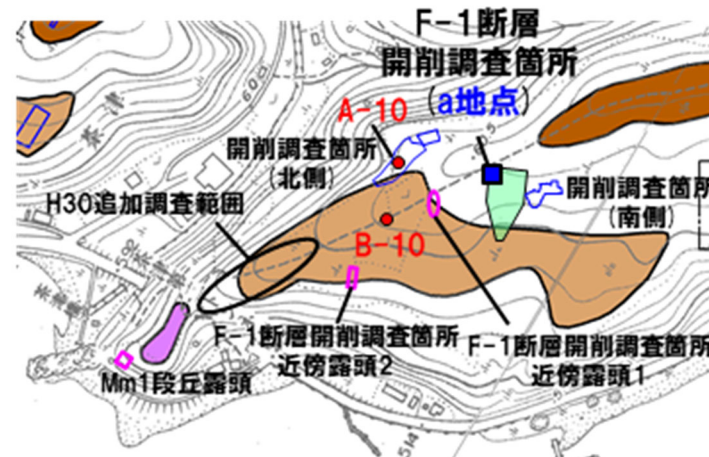 F-1断層
開削調査箇所
(a地点)
A-10
開削調査箇所
(北側)
H30追加調査範囲
開削調査箇所
(南側)
B-10
F-1断層開削調査箇所
近傍露頭2
F-1断層開削調査箇所
近傍露頭1
Mm1段丘露頭
514
60
50